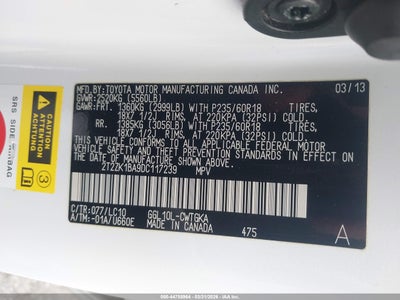 MFD. BY: TOYOTA MOTOR MANUFACTURING CANADA INC. 03/13
GVWR: 2520KG (5560LB)
GAWR: FRT. 1360KG (2999LB) WITH P235/60R18 TIRES,
18X7 1/2J RIMS, AT 220KPA (32PSI) COLD.
RR. 1385KG (3056LB) WITH P235/60R18 TIRES,
18X7 1/2J RIMS, AT 220KPA (32PSI) COLD.
THIS VEHICLE CONFORMS TO ALL APPLICABLE FEDERAL MOTOR
VEHICLE SAFETY AND THEFT PREVENTION STANDARDS IN
EFFECT ON THE DATE OF MANUFACTURE SHOWN ABOVE.
2T2ZK1BA9DC117239 MPV
C/TR: 077/LC10 GGL10L-CWTGKA
A/TM: -01A/U660E MADE IN CANADA 475 A
SRS SIDE AIRBAG
CAUTION